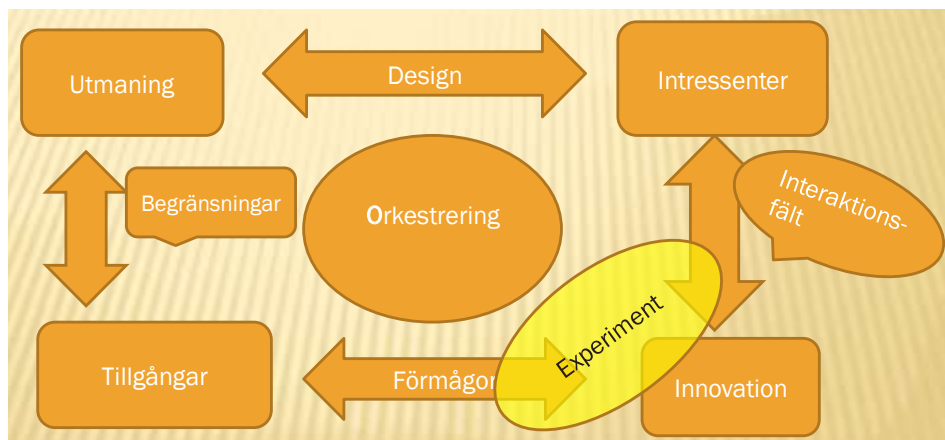 Utmaning
Design
Intressenter
Begränsningar
Orkestrering
Interaktions-
fält
Experiment
Tillgångar
Förmågor
Innovation